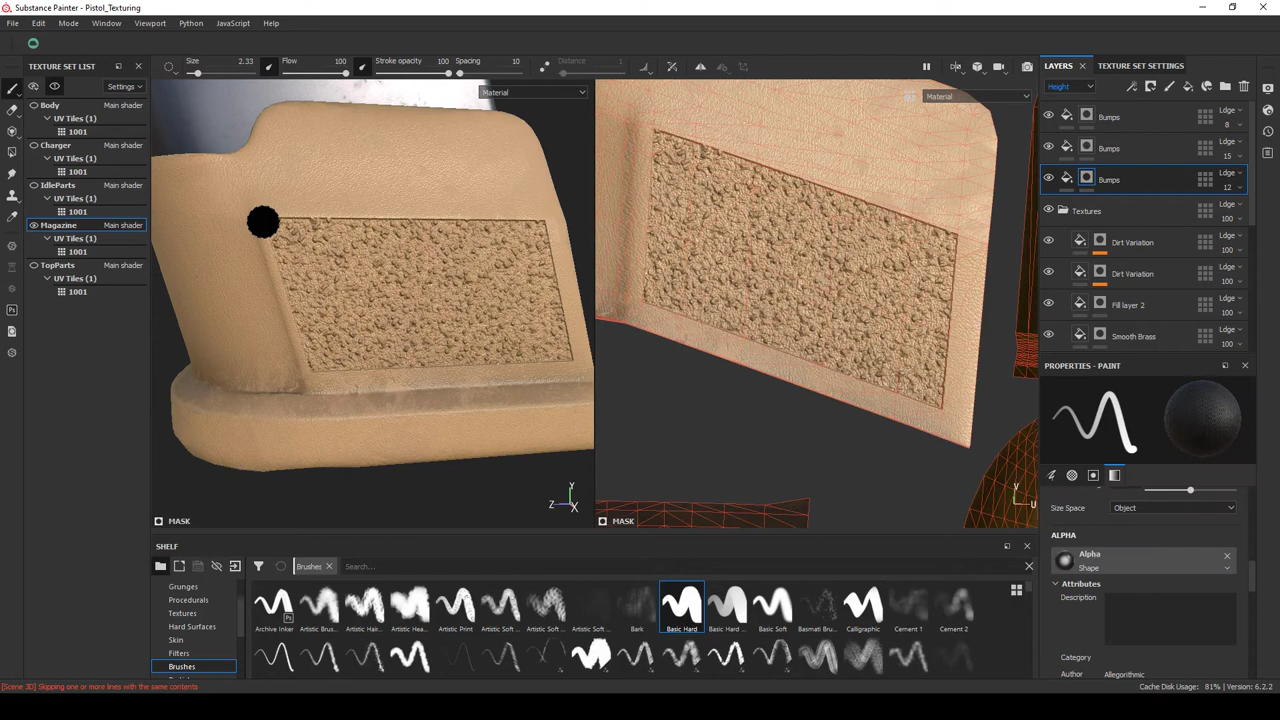 Substance Painter - Pistol_Texturing
File Edit Mode Window Viewport Python JavaScript Help
TEXTURE SET LIST
Size 2.33 Flow 100 Stroke opacity 100 Spacing 10 Distance 1
LAYERS TEXTURE SET SETTINGS
Settings
Material
Material
Height
Body Main shader
UV Tiles (1)
1001
Charger Main shader
UV Tiles (1)
1001
IdleParts Main shader
UV Tiles (1)
1001
Magazine Main shader
UV Tiles (1)
1001
TopParts Main shader
UV Tiles (1)
1001
Bumps Ldge 8
Bumps Ldge 15
Bumps Ldge 12
Textures Ldge 100
Dirt Variation Ldge 100
Dirt Variation Ldge 100
Fill layer 2 Ldge 100
Smooth Brass Ldge 100
PROPERTIES - PAINT
Size Space Object
ALPHA
Alpha
Shape
Attributes
Description
Category
Author Allegorithmic
Y
Z X
V
U
MASK
MASK
SHELF
Brushes Search...
Grunges
Procedurals
Textures
Hard Surfaces
Skin
Filters
Brushes
Ps
Ps
Archive Inker Artistic Brus... Artistic Hair... Artistic Hea... Artistic Print Artistic Soft ... Artistic Soft ... Artistic Soft ... Bark Basic Hard Basic Hard ... Basic Soft Basmati Bru... Calligraphic Cement 1 Cement 2
[Scene 3D] Skipping one or more lines with the same contents
Cache Disk Usage: 81% | Version: 6.2.2